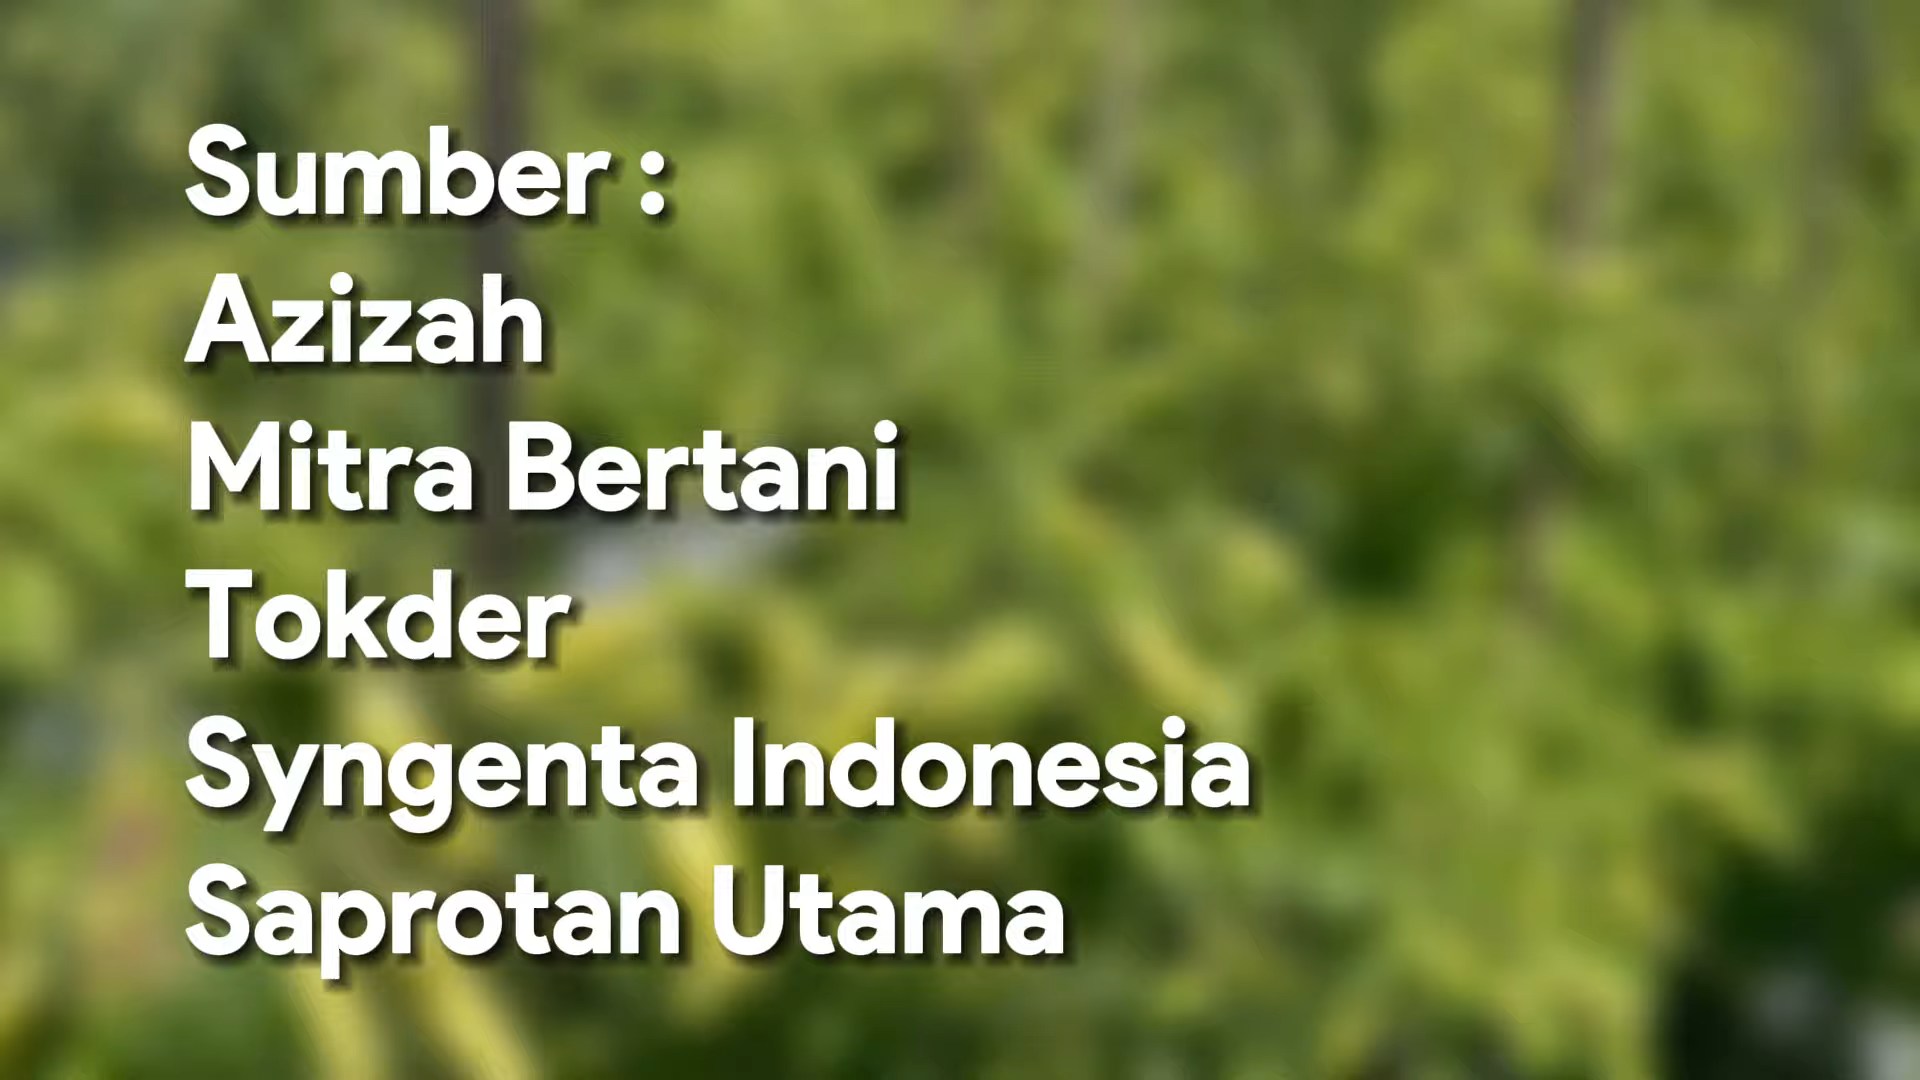 Sumber :
Azizah
Mitra Bertani
Tokder
Syngenta Indonesia
Saprotan Utama